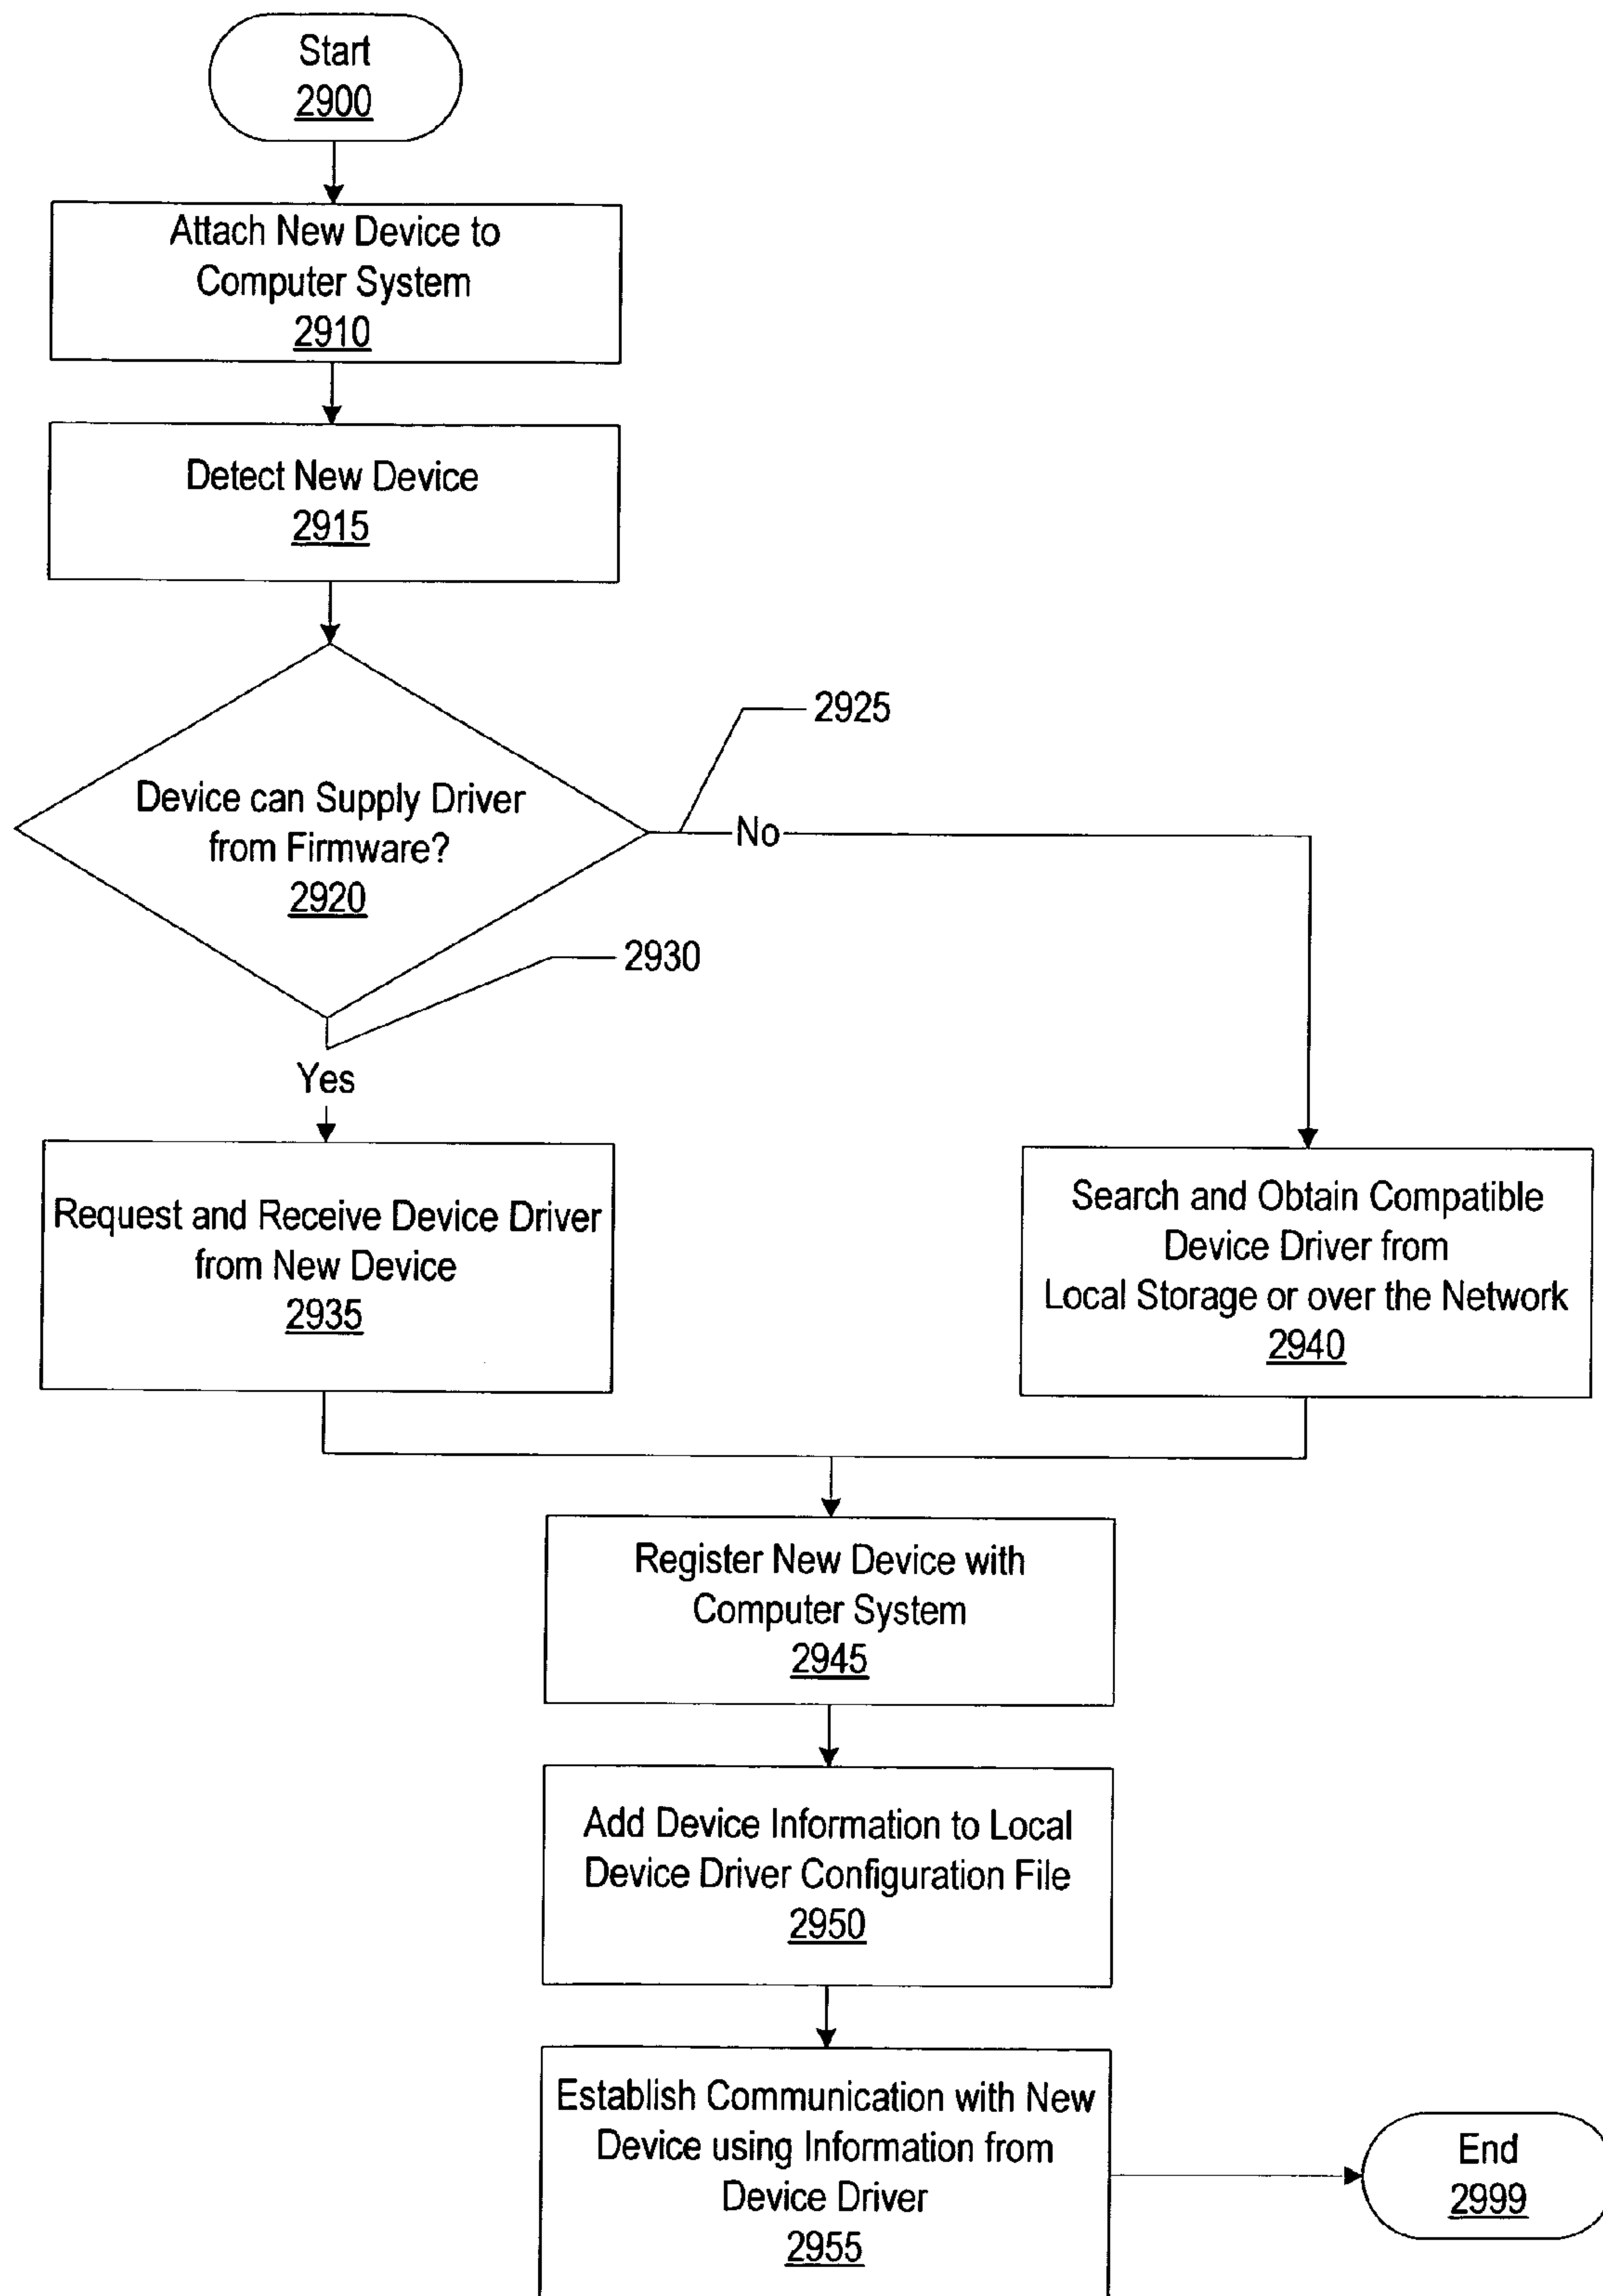 Start
2900
Attach New Device to
Computer System
2910
Detect New Device
2915
2925
Device can Supply Driver
from Firmware?
2920
No
2930
Yes
Request and Receive Device Driver
from New Device
2935
Search and Obtain Compatible
Device Driver from
Local Storage or over the Network
2940
Register New Device with
Computer System
2945
Add Device Information to Local
Device Driver Configuration File
2950
Establish Communication with New
Device using Information from
Device Driver
2955
End
2999